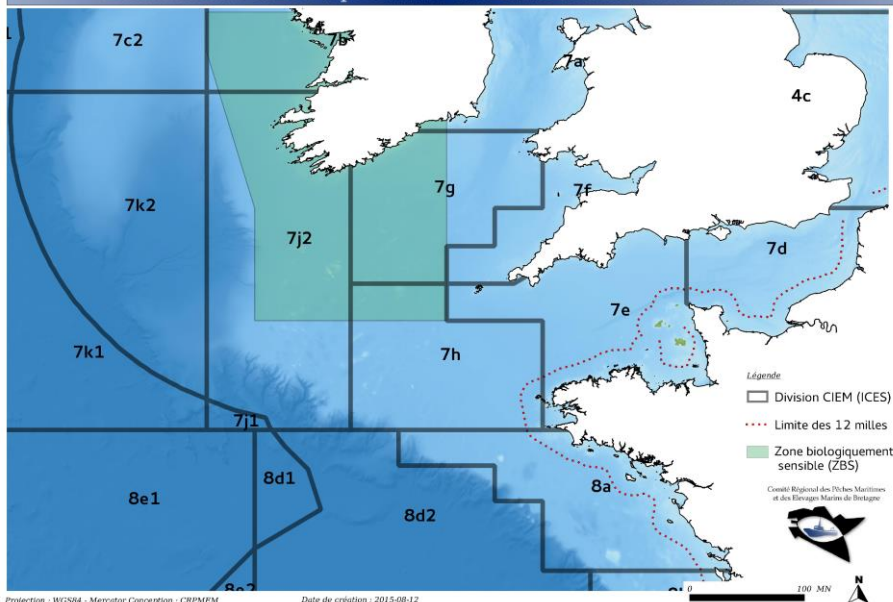 7c2
7b
7a
4c
7k2
7g
7f
7j2
7d
7e
7k1
7h
7j1
8d1
8e1
8d2
8a
Légende
Division CIEM (ICES)
Limite des 12 milles
Zone biologiquement
sensible (ZBS)
Comité Régional des Pêches Maritimes
et des Elevages Marins de Bretagne
0 100 MN
N
Projection : WGS84 - Mercator Conception : CRPMEM
Date de création : 2015-08-12